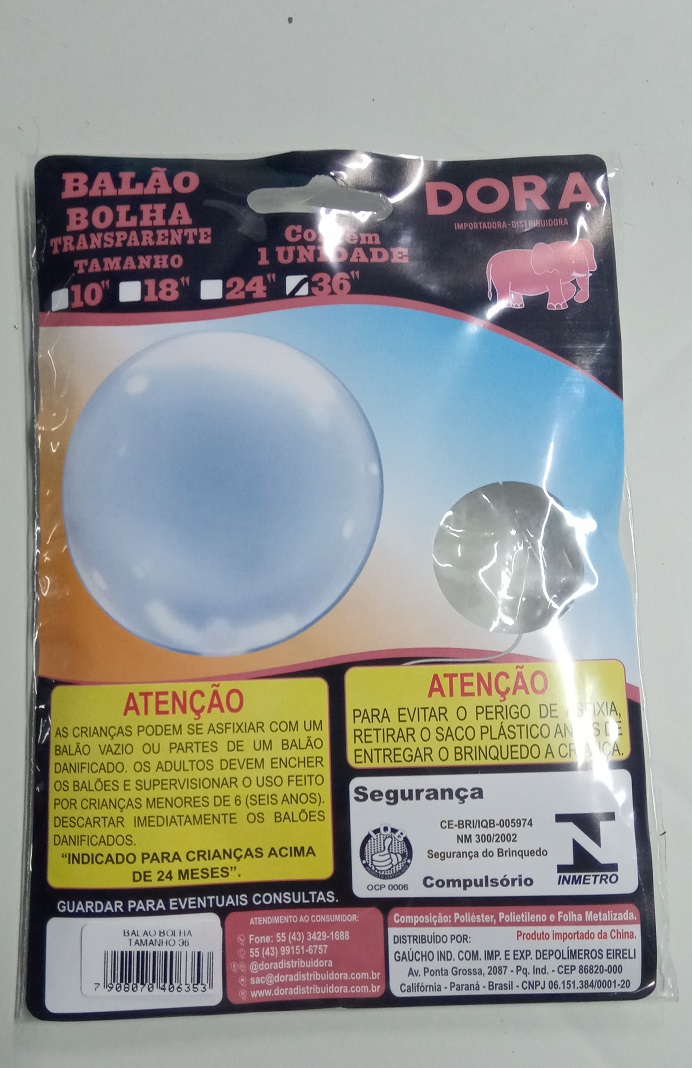 BALÃO
BOLHA
TRANSPARENTE
TAMANHO
10" 18" 24" 36"
1 UNIDADE
DORA
IMPORTADORA-DISTRIBUIDORA
ATENÇÃO
AS CRIANÇAS PODEM SE ASFIXIAR COM UM
BALÃO VAZIO OU PARTES DE UM BALÃO
DANIFICADO. OS ADULTOS DEVEM ENCHER
OS BALÕES E SUPERVISIONAR O USO FEITO
POR CRIANÇAS MENORES DE 6 (SEIS ANOS).
DESCARTAR IMEDIATAMENTE OS BALÕES
DANIFICADOS.
"INDICADO PARA CRIANÇAS ACIMA
DE 24 MESES".
ATENÇÃO
PARA EVITAR O PERIGO DE ASFIXIA,
RETIRAR O SACO PLÁSTICO ANTES DE
ENTREGAR O BRINQUEDO A CRIANÇA.
Segurança
CE-BRI/IQB-005974
NM 300/2002
Segurança do Brinquedo
Compulsório
IQB
OCP 0006
INMETRO
GUARDAR PARA EVENTUAIS CONSULTAS.
BALAO BOLHA
TAMANHO 36
7 908070 406353
ATENDIMENTO AO CONSUMIDOR:
Fone: 55 (43) 3429-1688
55 (43) 99151-6757
@doradistribuidora
sac@doradistribuidora.com.br
www.doradistribuidora.com.br
Composição: Poliéster, Polietileno e Folha Metalizada.
DISTRIBUÍDO POR: Produto importado da China.
GAÚCHO IND. COM. IMP. E EXP. DEPOLÍMEROS EIRELI
Av. Ponta Grossa, 2087 - Pq. Ind. - CEP 86820-000
Califórnia - Paraná - Brasil - CNPJ 06.151.384/0001-20